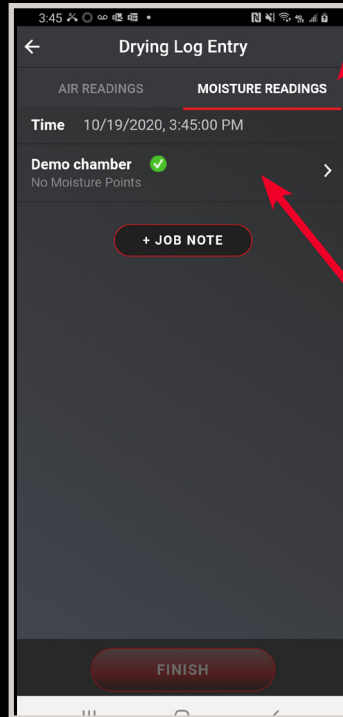 3:45
Drying Log Entry
AIR READINGS MOISTURE READINGS
Time 10/19/2020, 3:45:00 PM
Demo chamber
No Moisture Points
+ JOB NOTE
FINISH